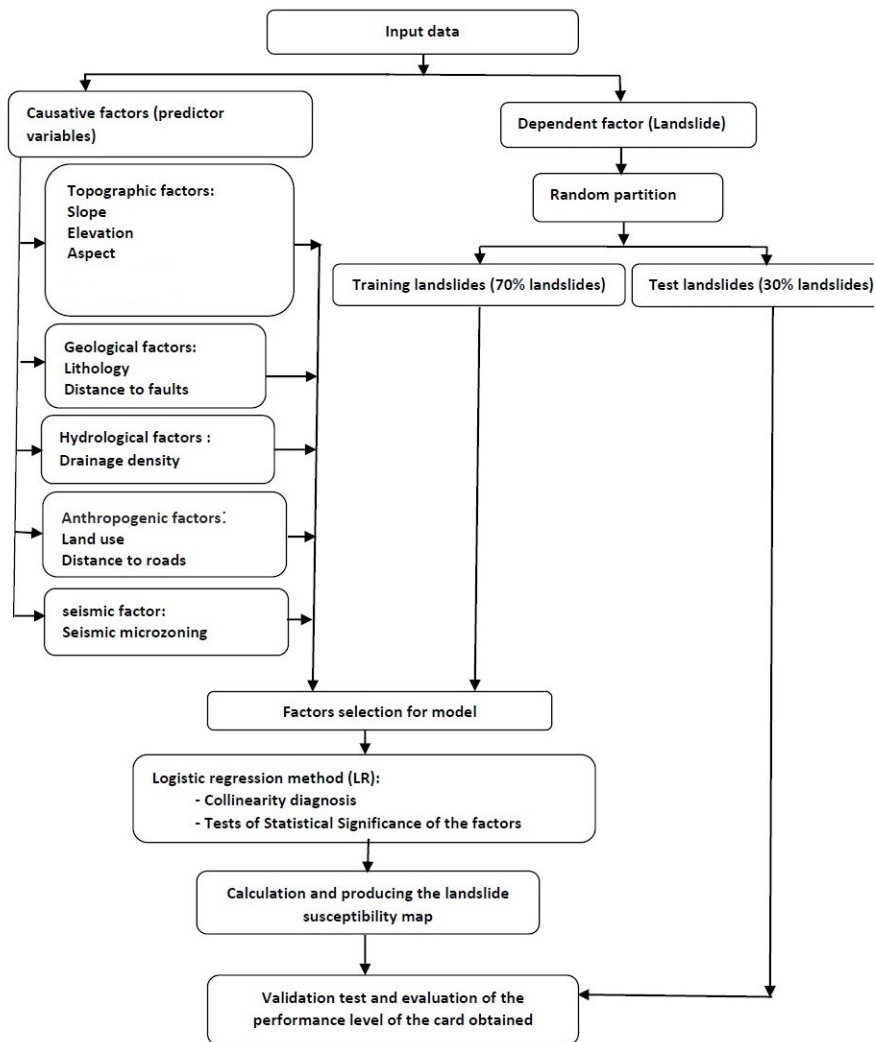 Input data
Causative factors (predictor
variables)
Dependent factor (Landslide)
Random partition
Training landslides (70% landslides)
Test landslides (30% landslides)
Topographic factors:
Slope
Elevation
Aspect
Geological factors:
Lithology
Distance to faults
Hydrological factors :
Drainage density
Anthropogenic factors:
Land use
Distance to roads
seismic factor:
Seismic microzoning
Factors selection for model
Logistic regression method (LR):
- Collinearity diagnosis
- Tests of Statistical Significance of the factors
Calculation and producing the landslide
susceptibility map
Validation test and evaluation of the
performance level of the card obtained